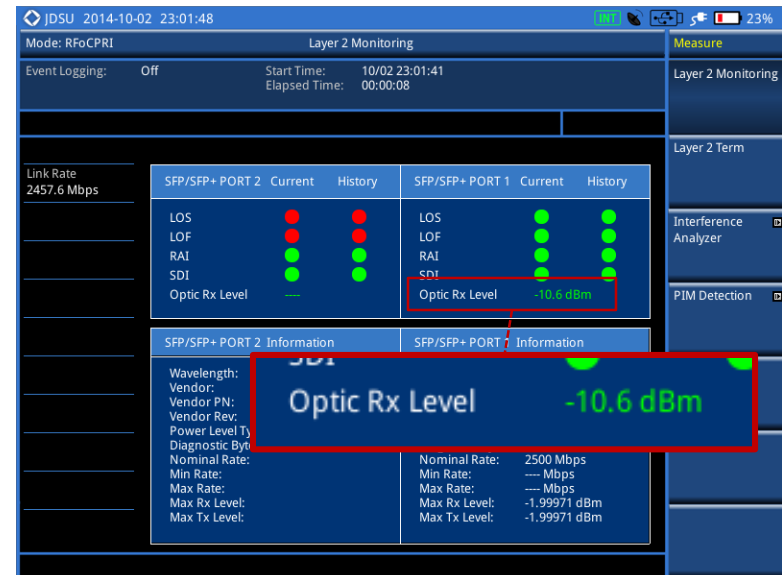 JDSU 2014-10-02 23:01:48
INT
23%
Mode: RFoCPRI
Layer 2 Monitoring
Measure
Event Logging: Off
Start Time: 10/02 23:01:41
Elapsed Time: 00:00:08
Layer 2 Monitoring
Layer 2 Term
Interference
Analyzer
PIM Detection
Link Rate
2457.6 Mbps
SFP/SFP+ PORT 2 Current History
LOS
LOF
RAI
SDI
Optic Rx Level ----
SFP/SFP+ PORT 1 Current History
LOS
LOF
RAI
SDI
Optic Rx Level -10.6 dBm
SFP/SFP+ PORT 2 Information
Wavelength:
Vendor:
Vendor PN:
Vendor Rev:
Power Level Ty
Diagnostic Byt
Nominal Rate:
Min Rate:
Max Rate:
Max Rx Level:
Max Tx Level:
SFP/SFP+ PORT 1 Information
SDI
Optic Rx Level -10.6 dBm
Nominal Rate: 2500 Mbps
Min Rate: ---- Mbps
Max Rate: ---- Mbps
Max Rx Level: -1.99971 dBm
Max Tx Level: -1.99971 dBm